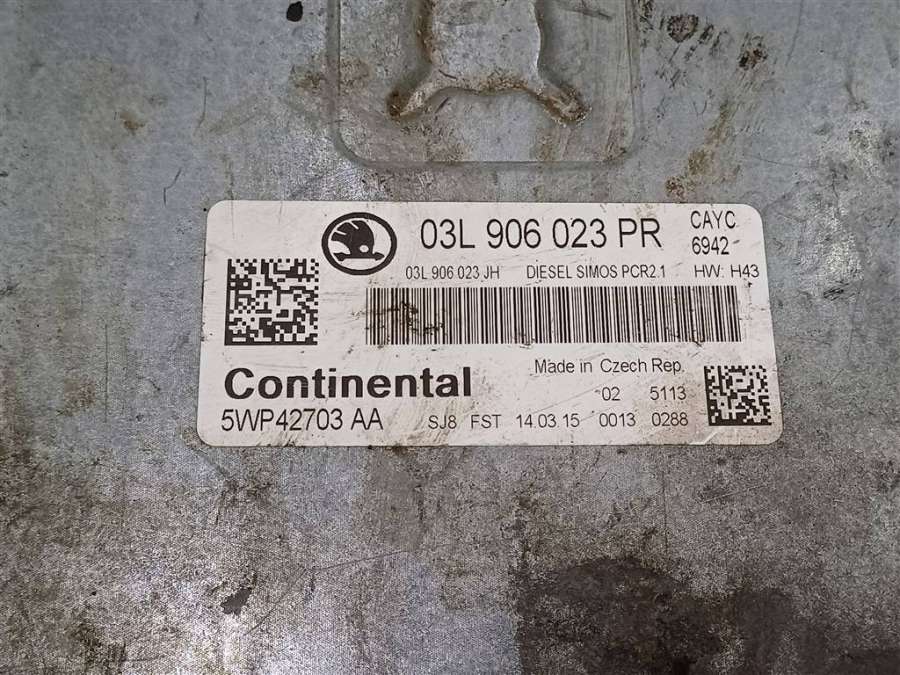 03L 906 023 PR CAYC
6942
03L 906 023 JH DIESEL SIMOS PCR2.1 HW: H43
Made in Czech Rep.
Continental
02 5113
5WP42703 AA SJ8 FST 14.03.15 0013 0288